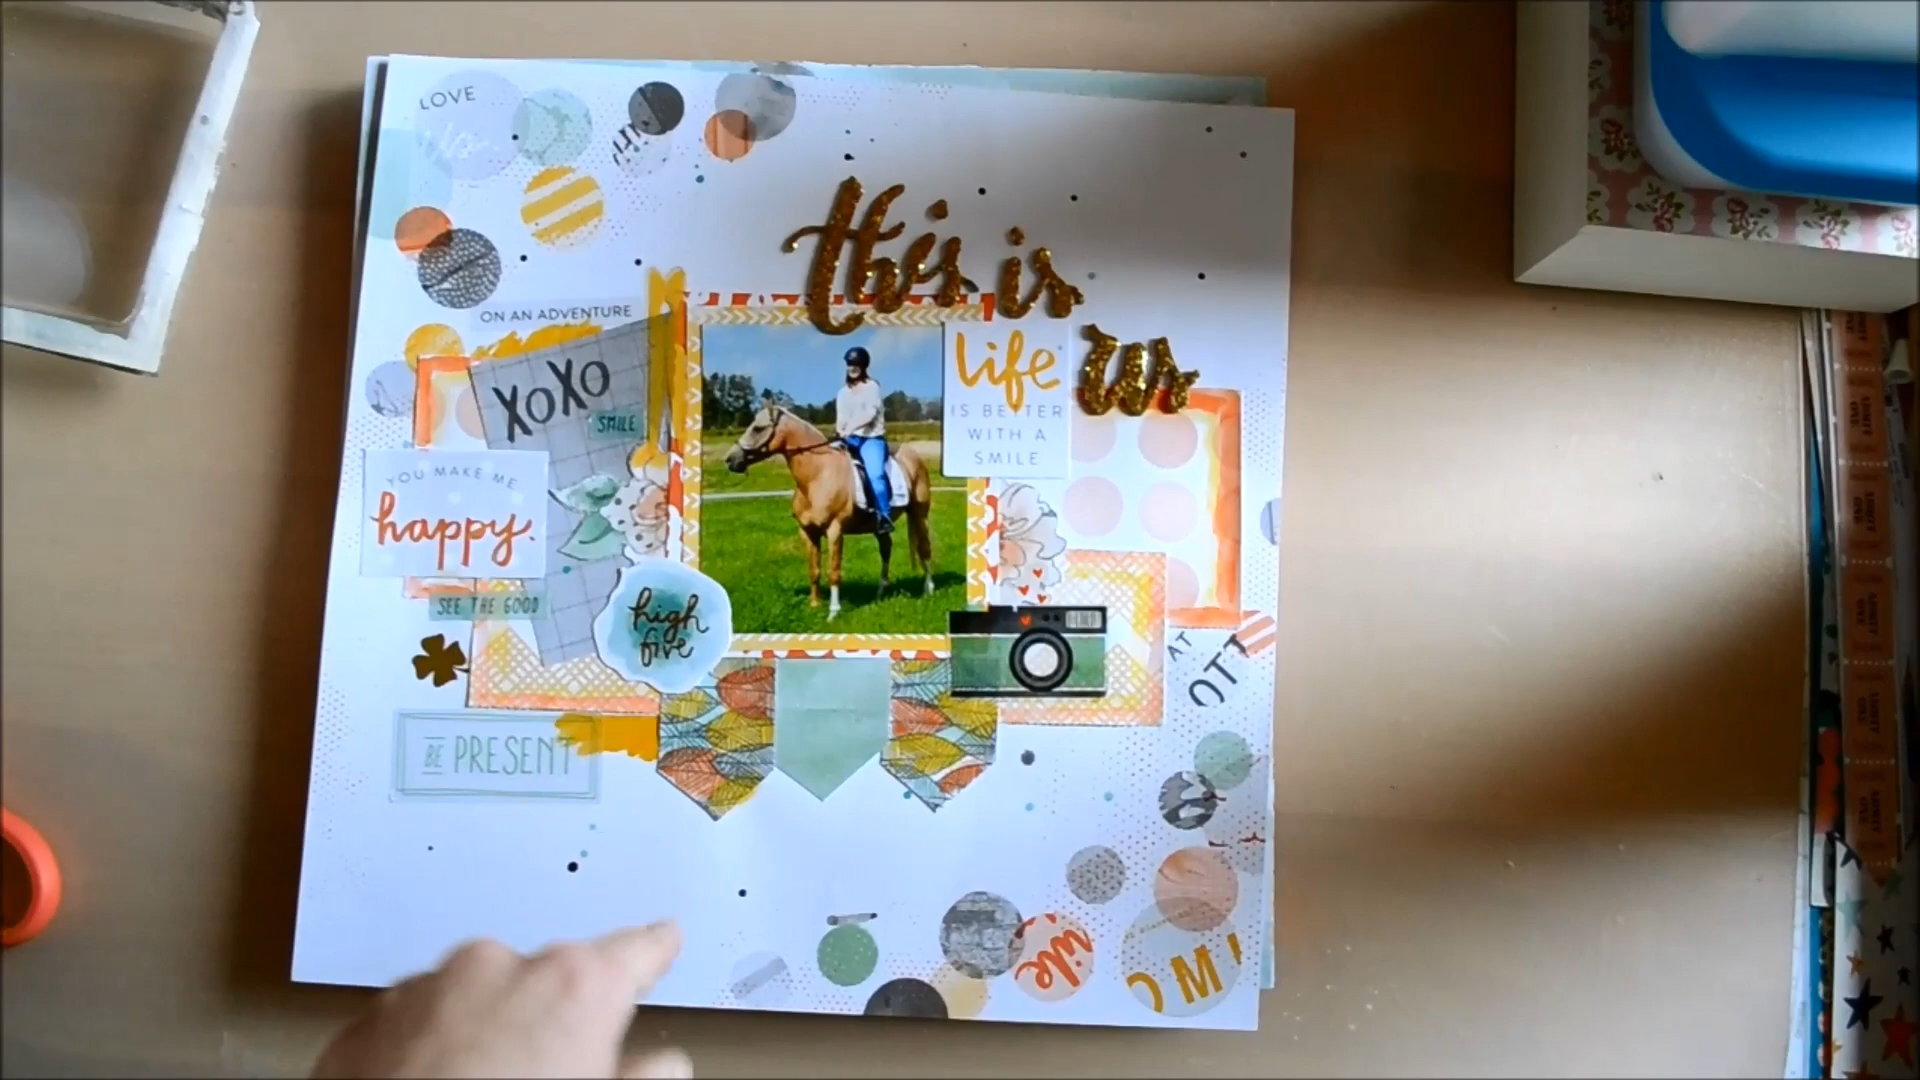 LOVE
this is
us
ON AN ADVENTURE
XOXO
SMILE
life
IS BETTER
WITH A
SMILE
YOU MAKE ME
happy.
SEE THE GOOD
high
five
BE PRESENT
AT